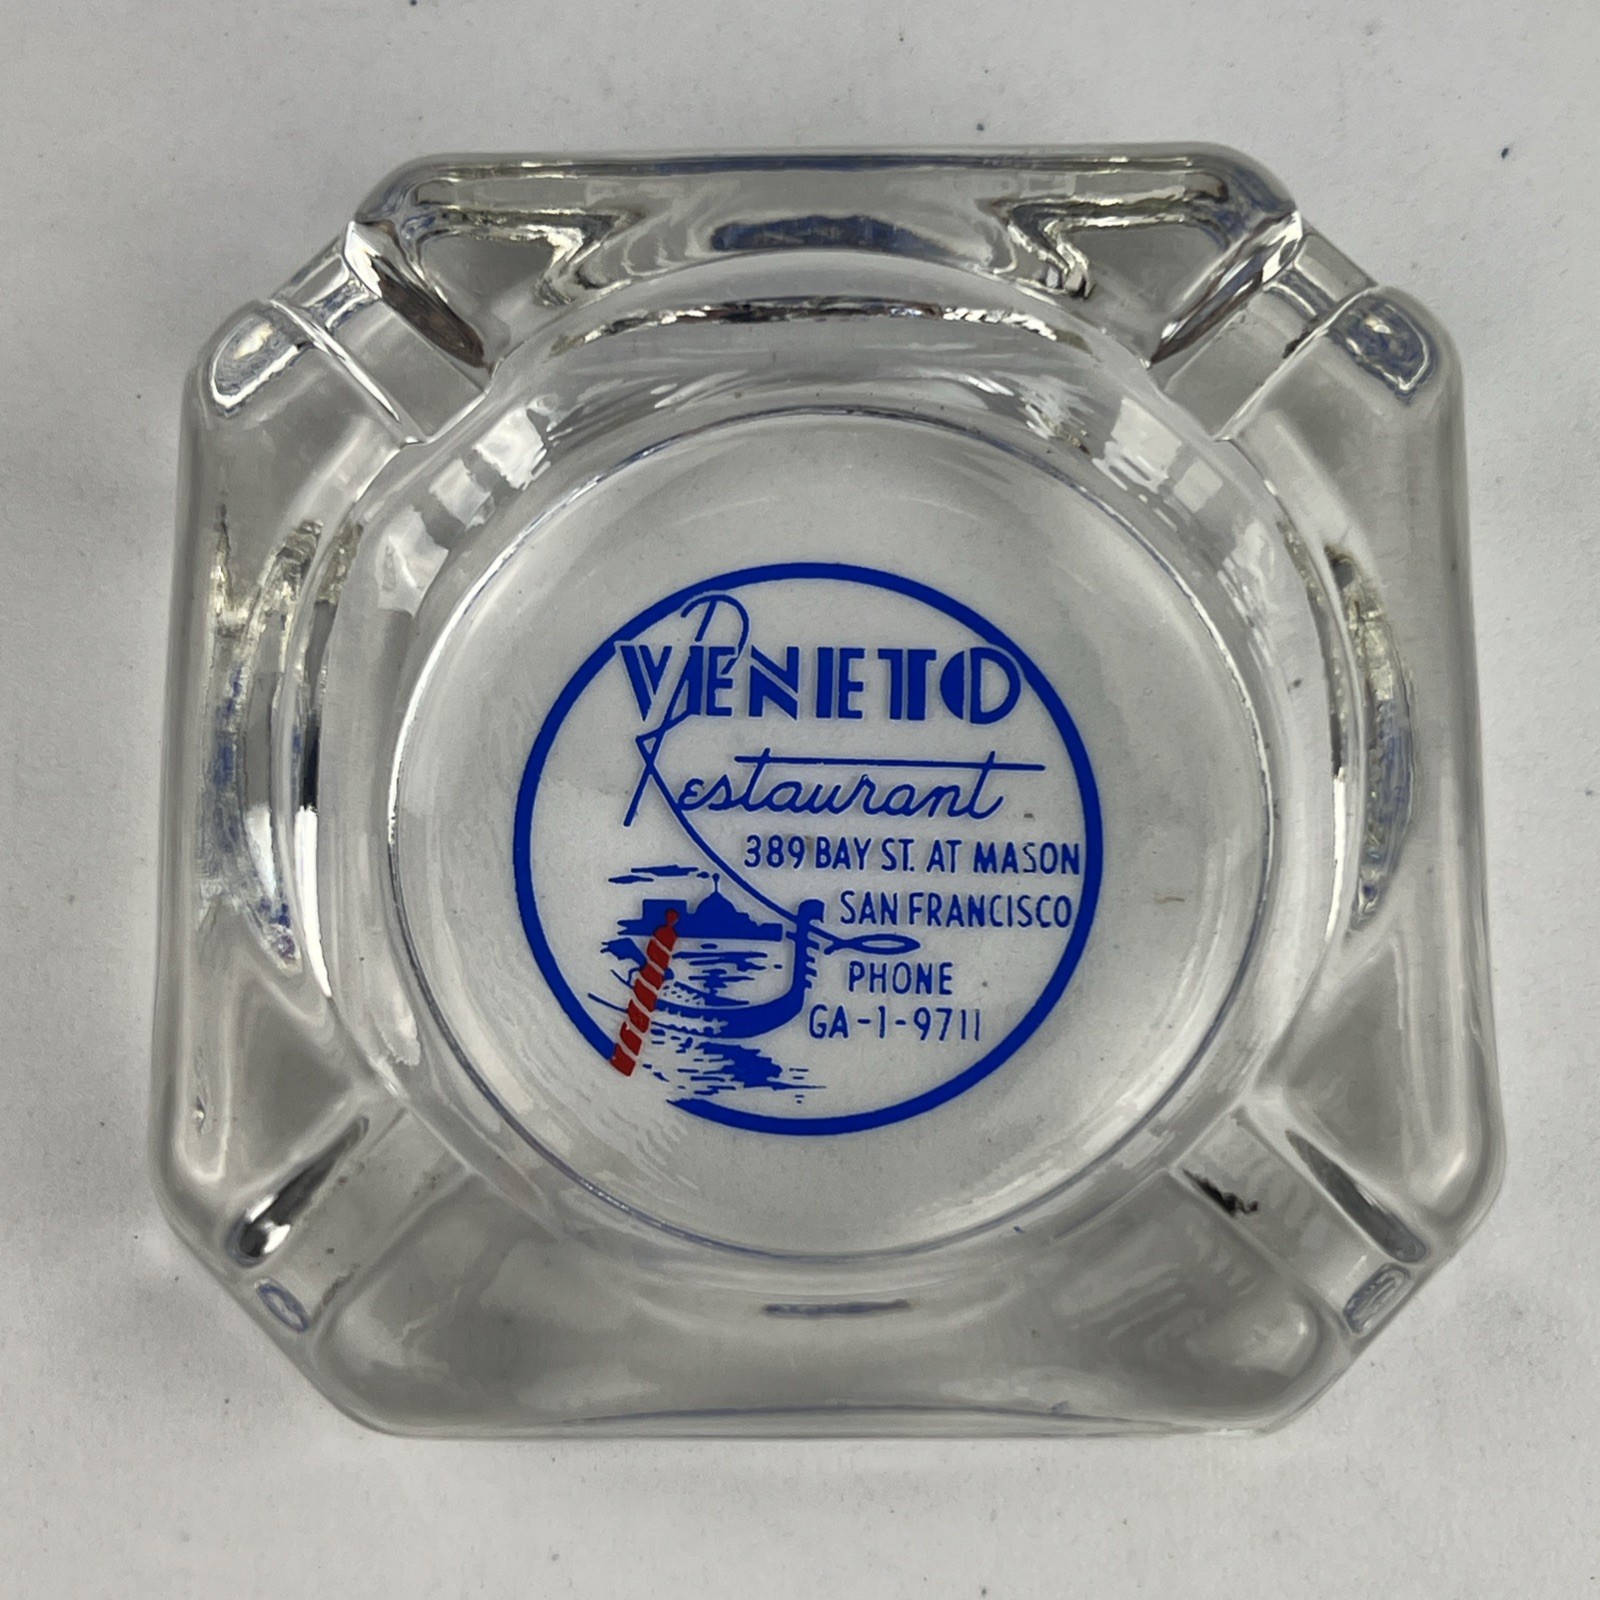 VENETO
Restaurant
389 BAY ST. AT MASON
SAN FRANCISCO
PHONE
GA-1-9711